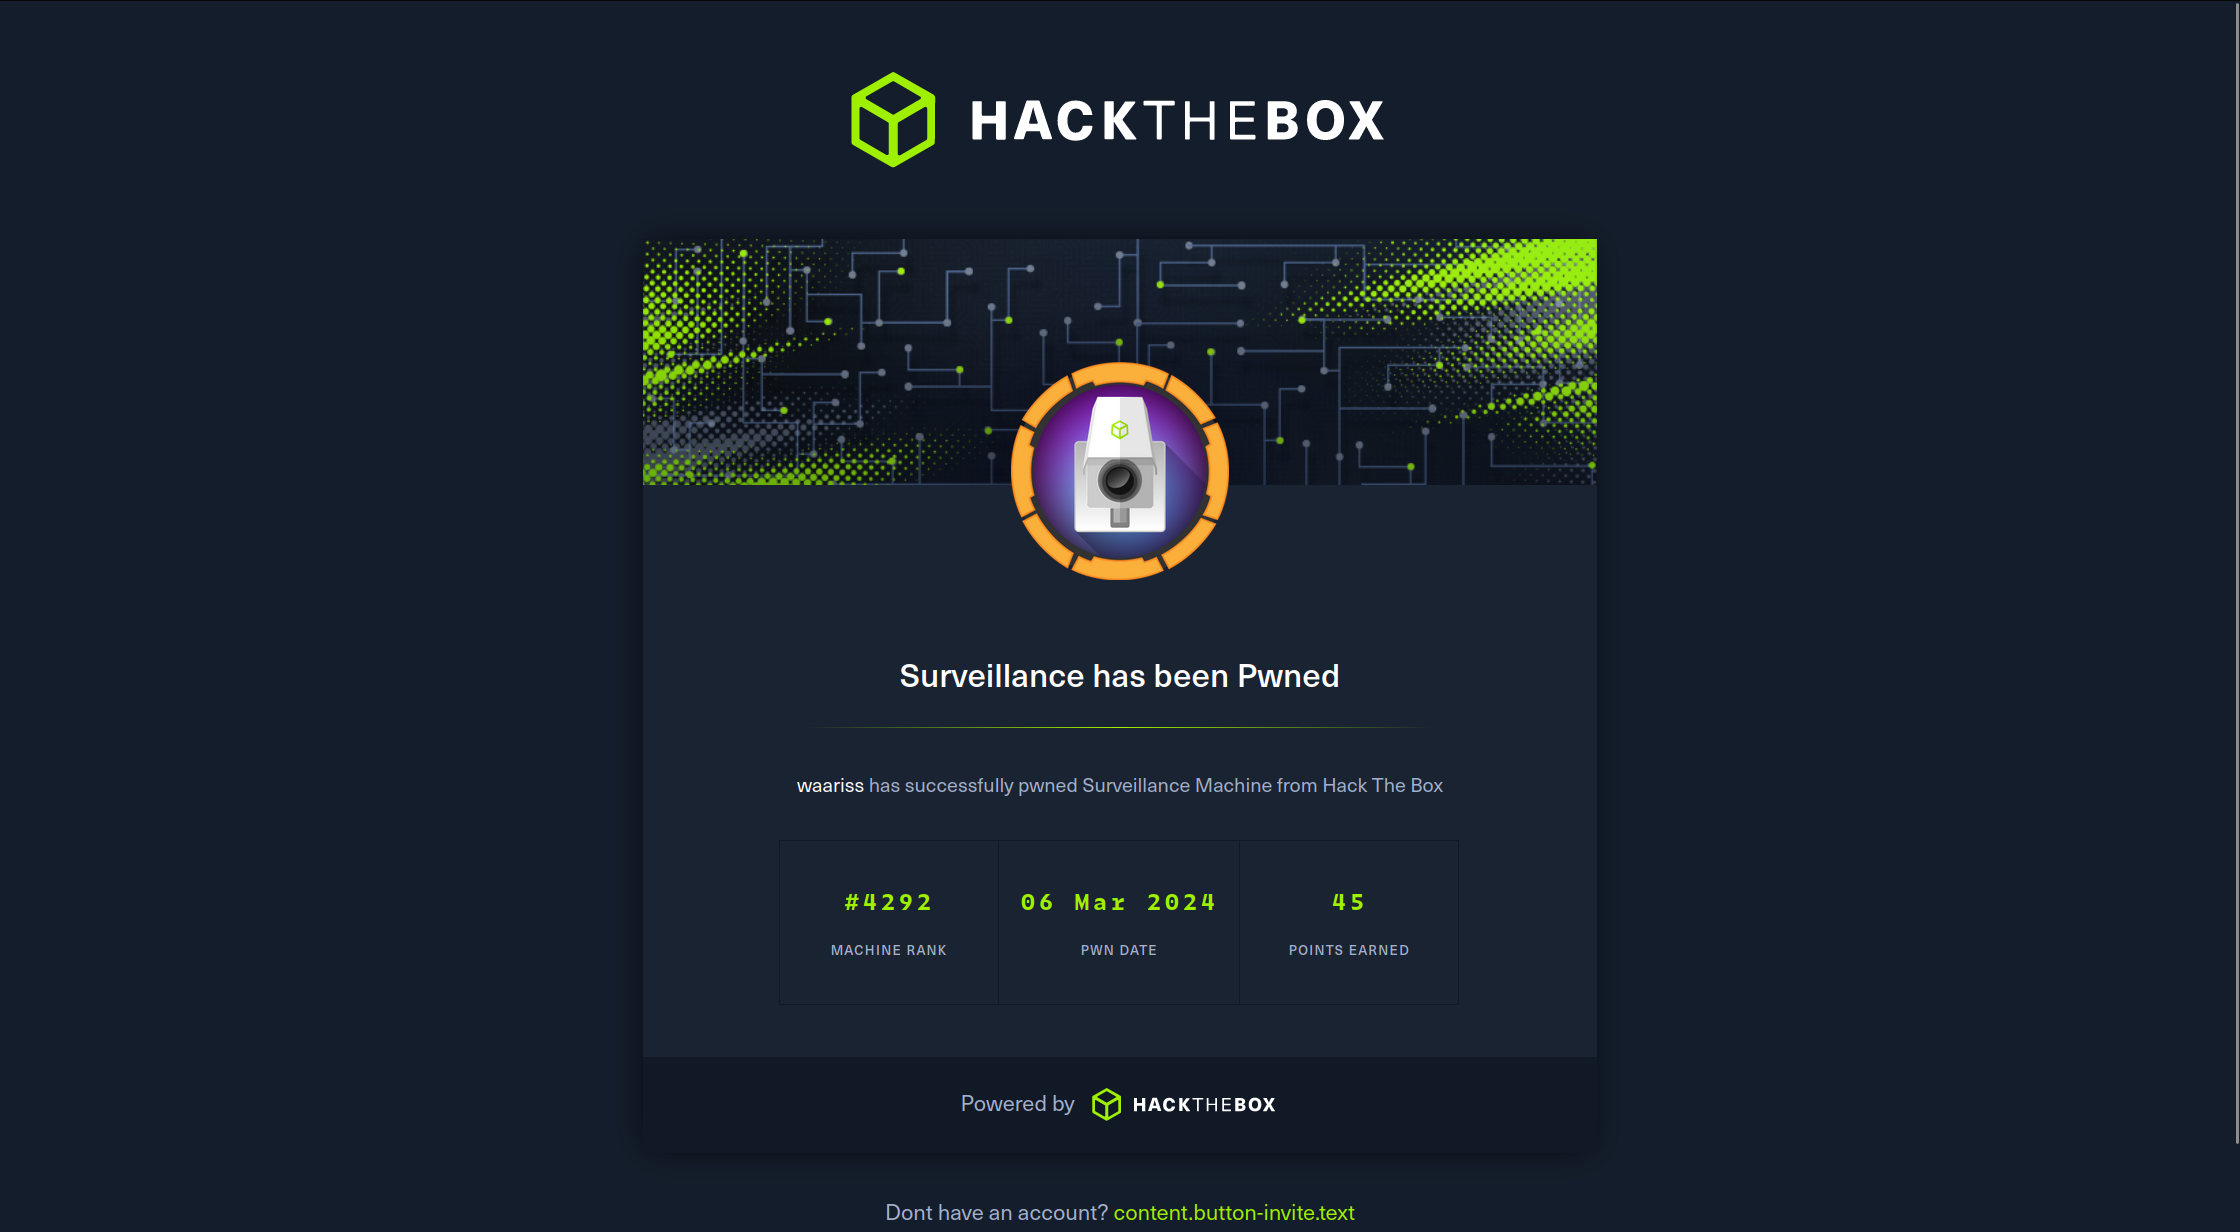 HACKTHEBOX
Surveillance has been Pwned
waariss has successfully pwned Surveillance Machine from Hack The Box
#4292 06 Mar 2024 45
MACHINE RANK PWN DATE POINTS EARNED
Powered by HACKTHEBOX
Dont have an account? content.button-invite.text